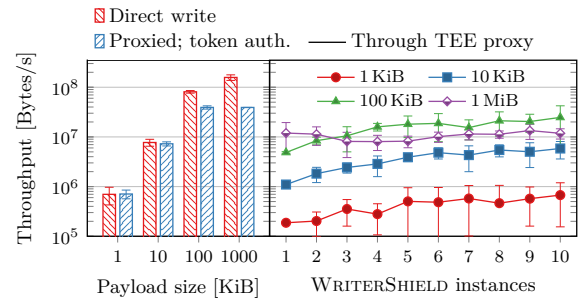 Direct write
Proxied; token auth.
Through TEE proxy
Throughput [Bytes/s]
10^8
10^7
10^6
10^5
1 10 100 1000
Payload size [KiB]
1 KiB 10 KiB
100 KiB 1 MiB
1 2 3 4 5 6 7 8 9 10
WRITERSHIELD instances